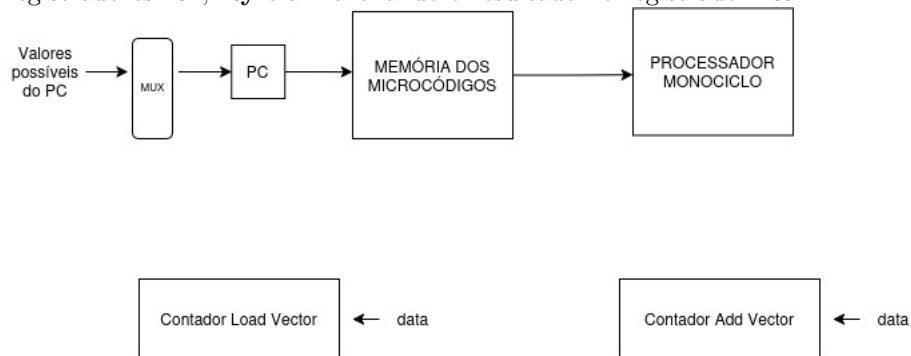 Valores
possíveis
do PC
MUX
PC
MEMÓRIA DOS
MICROCÓDIGOS
PROCESSADOR
MONOCICLO
Contador Load Vector
data
Contador Add Vector
data